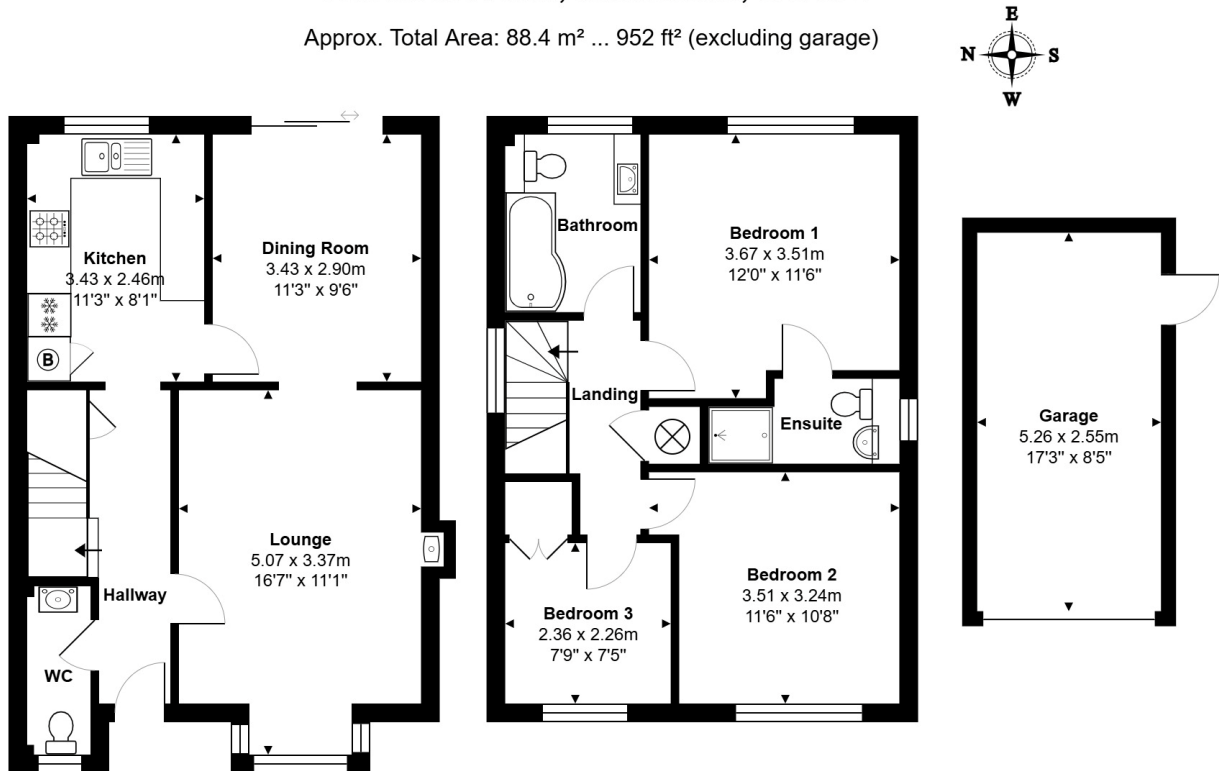 Approx. Total Area: 88.4 m² ... 952 ft² (excluding garage)
E
N
S
W
Kitchen
3.43 x 2.46m
11'3" x 8'1"
B
Dining Room
3.43 x 2.90m
11'3" x 9'6"
Lounge
5.07 x 3.37m
16'7" x 11'1"
Hallway
WC
Bathroom
Bedroom 1
3.67 x 3.51m
12'0" x 11'6"
Landing
Ensuite
Bedroom 2
3.51 x 3.24m
11'6" x 10'8"
Bedroom 3
2.36 x 2.26m
7'9" x 7'5"
Garage
5.26 x 2.55m
17'3" x 8'5"